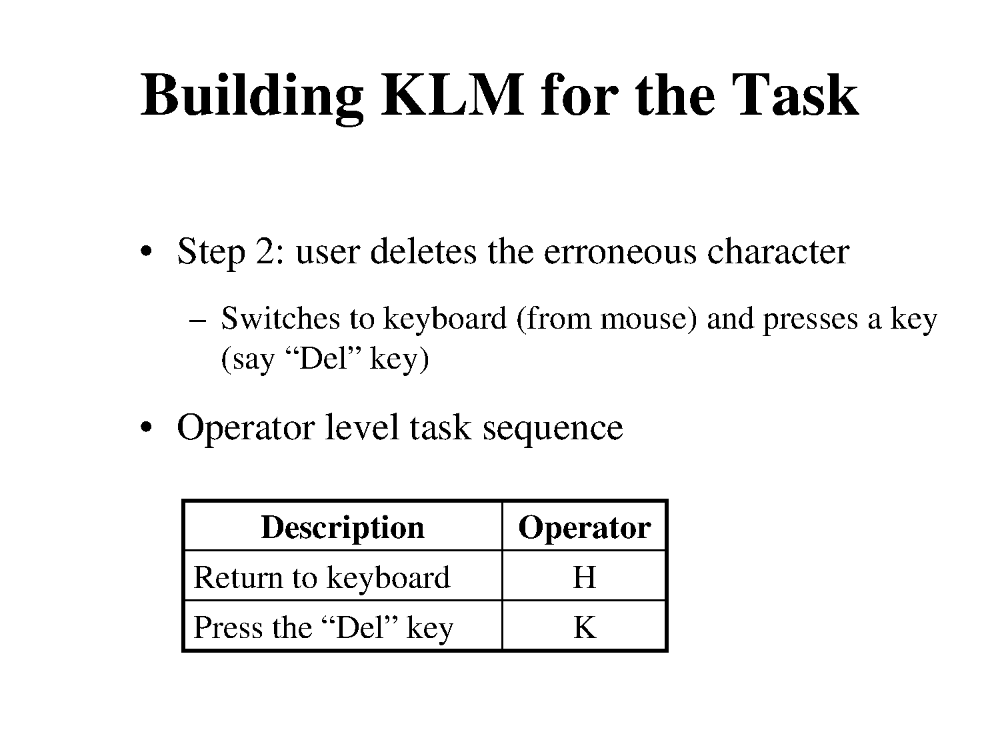 Building KLM for the Task
• Step 2: user deletes the erroneous character
– Switches to keyboard (from mouse) and presses a key
(say “Del” key)
• Operator level task sequence
Description Operator
Return to keyboard H
Press the “Del” key K